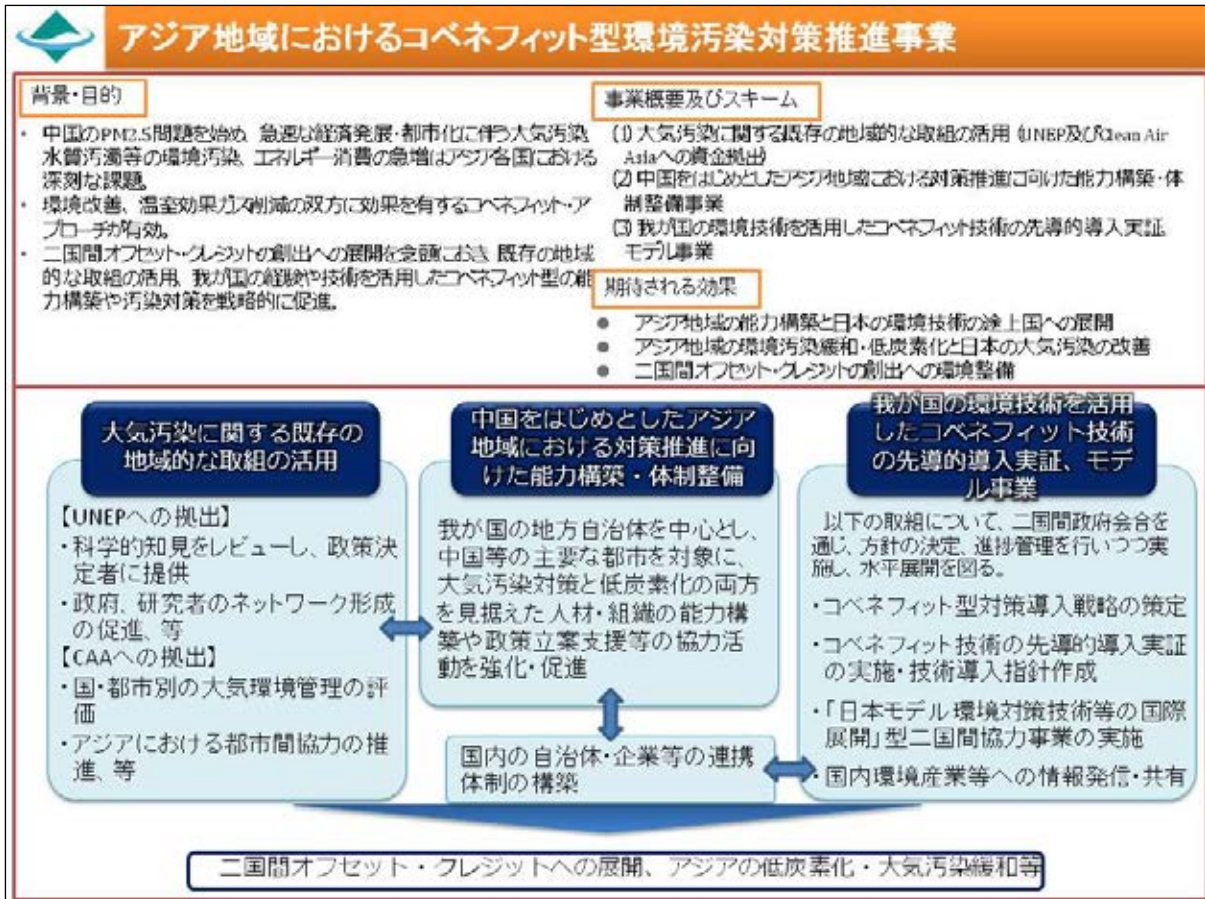 アジア地域におけるコベネフィット型環境汚染対策推進事業
背景・目的
・ 中国のPM2.5問題を始め、急速な経済発展・都市化に伴う大気汚染、
水質汚濁等の環境汚染、エネルギー消費の急増はアジア各国における
深刻な課題。
・ 環境改善、温室効果ガス削減の双方に効果を有するコベネフィット・ア
プローチが有効。
・ 二国間オフセット・クレジットの創出への展開を念頭におき、既存の地域
的な取組の活用、我が国の経験や技術を活用したコベネフィット型の能
力構築や汚染対策を戦略的に促進。
事業概要及びスキーム
(1) 大気汚染に関する既存の地域的な取組の活用 (UNEP及びClean Air
Asiaへの資金拠出)
(2) 中国をはじめとしたアジア地域における対策推進に向けた能力構築・体
制整備事業
(3) 我が国の環境技術を活用したコベネフィット技術の先導的導入実証、
モデル事業
期待される効果
● アジア地域の能力構築と日本の環境技術の途上国への展開
● アジア地域の環境汚染緩和・低炭素化と日本の大気汚染の改善
● 二国間オフセット・クレジットの創出への環境整備
大気汚染に関する既存の
地域的な取組の活用
【UNEPへの拠出】
・科学的知見をレビューし、政策決
定者に提供
・政府、研究者のネットワーク形成
の促進、等
【CAAへの拠出】
・国・都市別の大気環境管理の評
価
・アジアにおける都市間協力の推
進、等
中国をはじめとしたアジア
地域における対策推進に向
けた能力構築・体制整備
我が国の地方自治体を中心とし、
中国等の主要な都市を対象に、
大気汚染対策と低炭素化の両方
を見据えた人材・組織の能力構
築や政策立案支援等の協力活
動を強化・促進
国内の自治体・企業等の連携
体制の構築
我が国の環境技術を活用
したコベネフィット技術
の先導的導入実証、モデ
ル事業
以下の取組について、二国間政府会合を
通じ、方針の決定、進捗管理を行いつつ実
施し、水平展開を図る。
・コベネフィット型対策導入戦略の策定
・コベネフィット技術の先導的導入実証
の実施・技術導入指針作成
・「日本モデル環境対策技術等の国際
展開」型二国間協力事業の実施
・国内環境産業等への情報発信・共有
二国間オフセット・クレジットへの展開、アジアの低炭素化・大気汚染緩和等